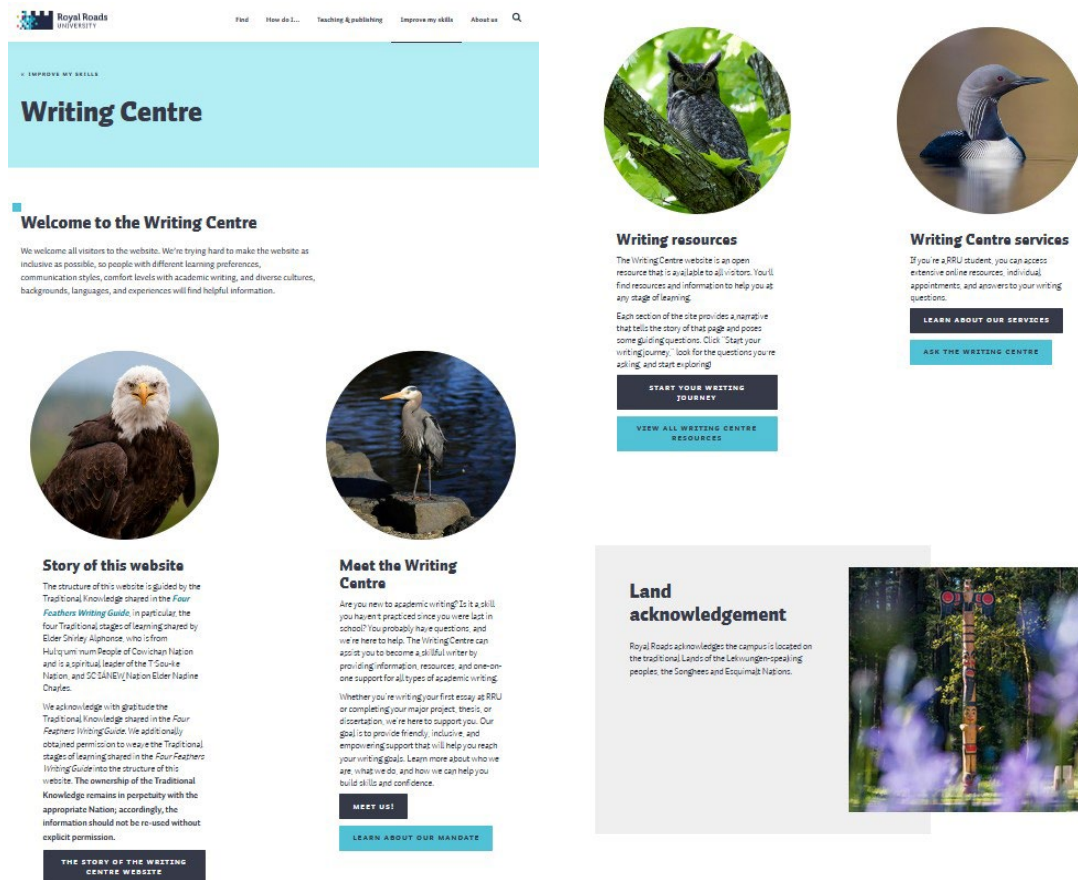 Royal Roads
UNIVERSITY
Find
How do I...
Teaching & publishing
Improve my skills
About us
< IMPROVE MY SKILLS
Writing Centre
Welcome to the Writing Centre
We welcome all visitors to the website. We're trying hard to make the website as
inclusive as possible, so people with different learning preferences,
communication styles, comfort levels with academic writing, and diverse cultures,
backgrounds, languages, and experiences will find helpful information.
Story of this website
The structure of this website is guided by the
Traditional Knowledge shared in the Four
Feathers Writing Guide, in particular, the
four Traditional stages of learning shared by
Elder Shirley Alphonse, who is from
People of Cowichan Nation
and is a spiritual leader of the T'Sou-ke
Nation, and Nation Elder Nadine
Charles.
We acknowledge with gratitude the
Traditional Knowledge shared in the Four
Feathers Writing Guide. We additionally
obtained permission to weave the Traditional
stages of learning shared in the Four Feathers
Writing Guide into the structure of this
website. The ownership of the Traditional
Knowledge remains in perpetuity with the
appropriate Nation; accordingly, the
information should not be re-used without
explicit permission.
THE STORY OF THE WRITING
CENTRE WEBSITE
Meet the Writing
Centre
Are you new to academic writing? Is it a skill
you haven't practiced since you were last in
school? You probably have questions, and
we're here to help. The Writing Centre can
assist you to become a skillful writer by
providing information, resources, and one-on-
one support for all types of academic writing.
Whether you're writing your first essay at RRU
or completing your major project, thesis, or
dissertation, we're here to support you. Our
goal is to provide friendly, inclusive, and
empowering support that will help you reach
your writing goals. Learn more about who we
are, what we do, and how we can help you
build skills and confidence.
MEET US!
LEARN ABOUT OUR MANDATE
Writing resources
The Writing Centre website is an open
resource that is available to all visitors. You'll
find resources and information to help you at
any stage of learning.
Each section of the site provides a narrative
that tells the story of that page and poses
some guiding questions. Click "Start your
writing journey," look for the questions you're
asking, and start exploring!
START YOUR WRITING
JOURNEY
VIEW ALL WRITING CENTRE
RESOURCES
Writing Centre services
If you're a RRU student, you can access
extensive online resources, individual
appointments, and answers to your writing
questions.
LEARN ABOUT OUR SERVICES
ASK THE WRITING CENTRE
Land
acknowledgement
Royal Roads acknowledges the campus is located on
the traditional Lands of the Lekwungen-speaking
peoples, the Songhees and Esquimalt Nations.